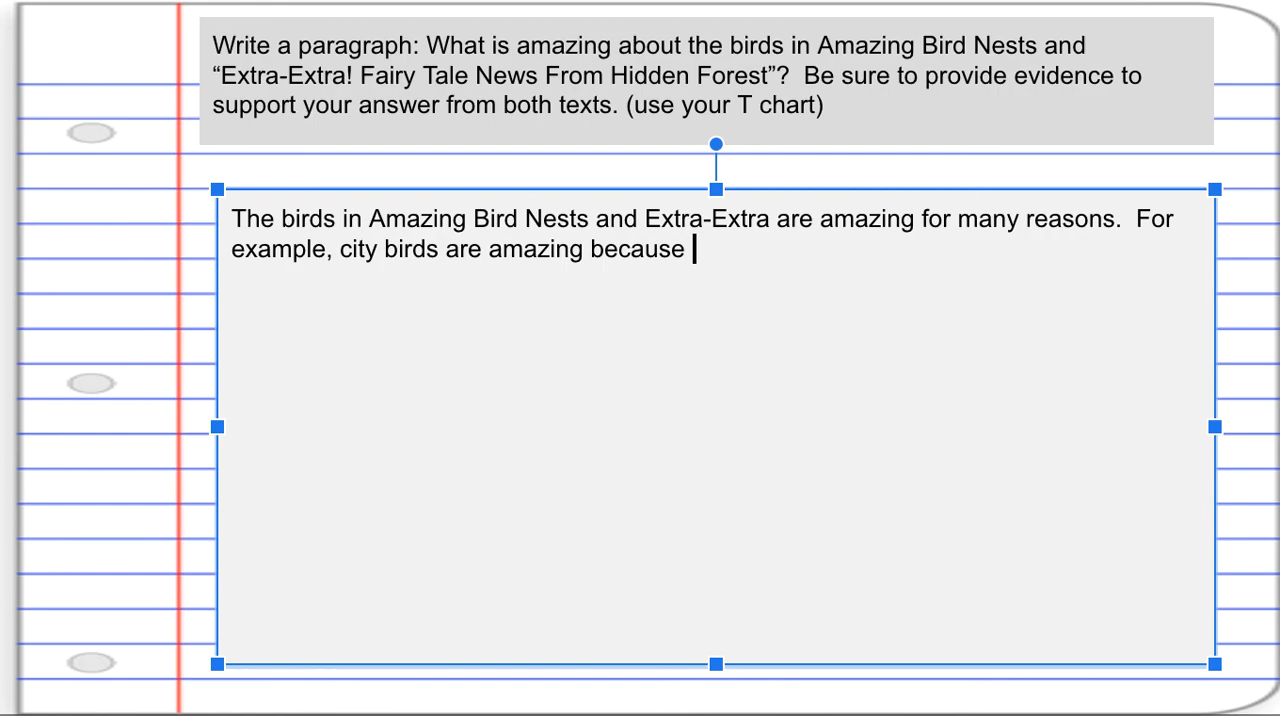 Write a paragraph: What is amazing about the birds in Amazing Bird Nests and
“Extra-Extra! Fairy Tale News From Hidden Forest”?  Be sure to provide evidence to
support your answer from both texts. (use your T chart)
The birds in Amazing Bird Nests and Extra-Extra are amazing for many reasons.  For
example, city birds are amazing because